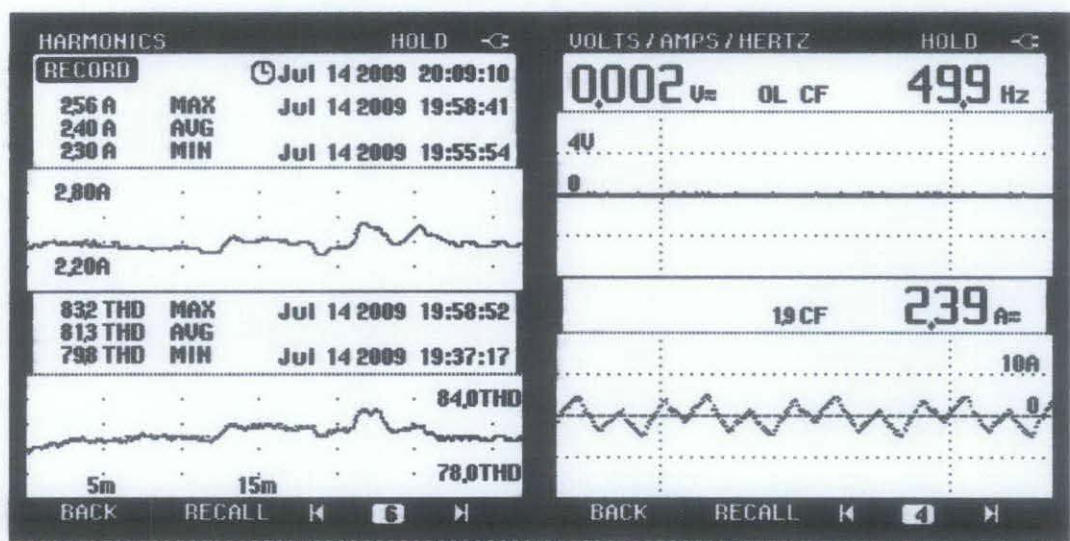 HARMONICS HOLD
RECORD Jul 14 2009 20:09:10
2,56 A MAX Jul 14 2009 19:58:41
2,40 A AVG
2,30 A MIN Jul 14 2009 19:55:54
2,80A
2,20A
83,2 THD MAX Jul 14 2009 19:58:52
81,3 THD AVG
79,8 THD MIN Jul 14 2009 19:37:17
84,0THD
78,0THD
5m 15m
BACK RECALL 6
VOLTS/AMPS/HERTZ HOLD
0,002 V≂ OL CF 49,9 Hz
4V
0
1,9 CF 2,39 A≂
10A
0
BACK RECALL 4